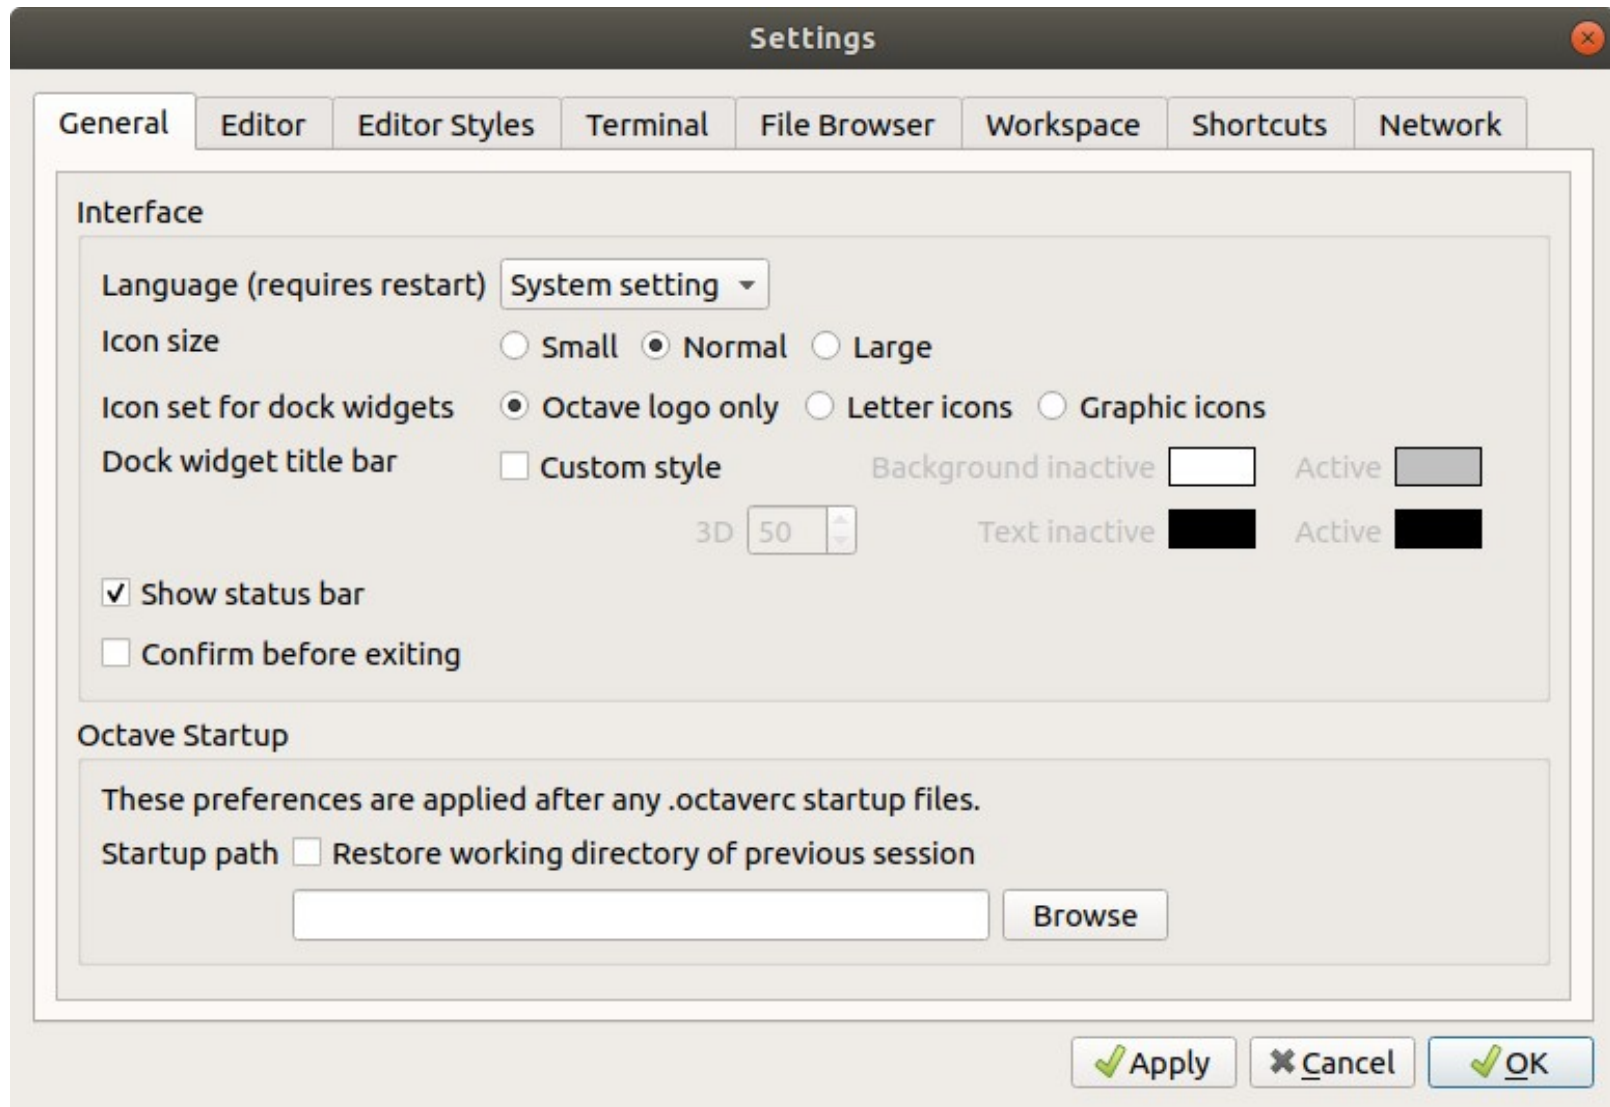 Settings
General Editor Editor Styles Terminal File Browser Workspace Shortcuts Network
Interface
Language (requires restart) System setting
Icon size Small Normal Large
Icon set for dock widgets Octave logo only Letter icons Graphic icons
Dock widget title bar Custom style Background inactive Active
3D 50 Text inactive Active
Show status bar
Confirm before exiting
Octave Startup
These preferences are applied after any .octaverc startup files.
Startup path Restore working directory of previous session
Browse
Apply Cancel OK